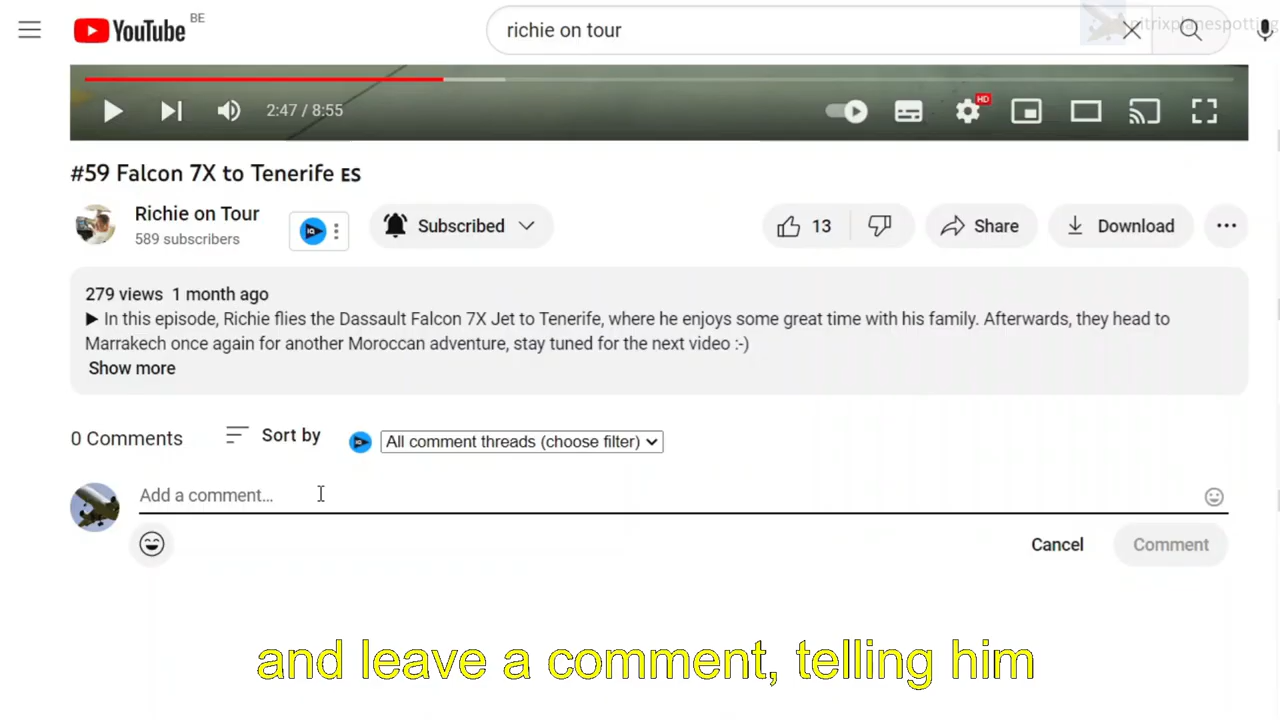 YouTube BE
richie on tour
pitrixplanespotting
HD
2:47 / 8:55
#59 Falcon 7X to Tenerife ES
Richie on Tour
589 subscribers
IQ
Subscribed
13
Share
Download
279 views 1 month ago
▶ In this episode, Richie flies the Dassault Falcon 7X Jet to Tenerife, where he enjoys some great time with his family. Afterwards, they head to
Marrakech once again for another Moroccan adventure, stay tuned for the next video :-)
Show more
0 Comments
Sort by
IQ
All comment threads (choose filter)
Add a comment...
Cancel
Comment
and leave a comment, telling him